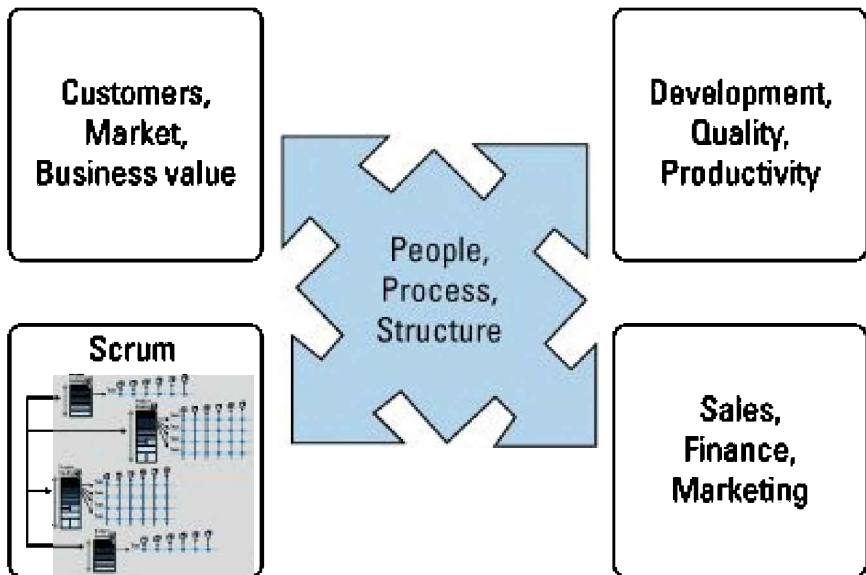 Customers,
Market,
Business value
Development,
Quality,
Productivity
People,
Process,
Structure
Scrum
Sales,
Finance,
Marketing